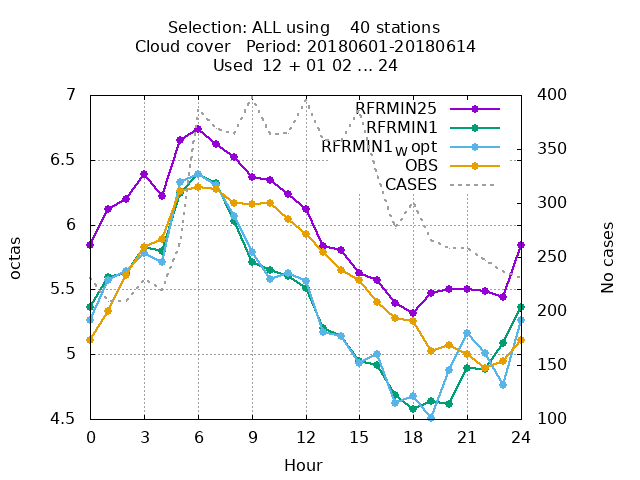 Selection: ALL using    40 stations
Cloud cover   Period: 20180601-20180614
Used  12 + 01 02 ... 24
7 400
RFRMIN25
RFRMIN1
6.5 350
RFRMIN1w opt
OBS
CASES
6 300
5.5 250
200
5 150
4.5 100
octas
No cases
0 3 6 9 12 15 18 21 24
Hour